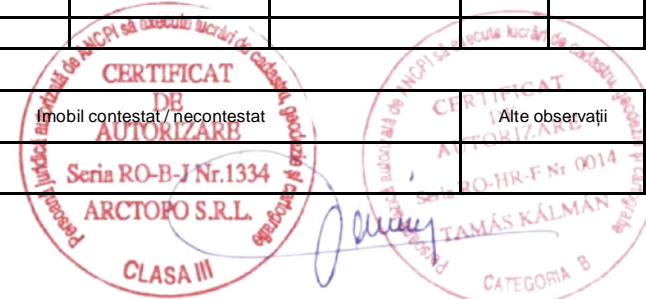 Persoană juridică autorizată de ANCPI să execute lucrări de cadastru, geodezie și cartografie
CERTIFICAT
DE
AUTORIZARE
Seria RO-B-J Nr.1334
ARCTOPO S.R.L.
CLASA III
Imobil contestat / necontestat
Alte observații
autorizată de ANCPI să execute lucrări de cadastru, geodezie și cartografie
CERTIFICAT
DE
AUTORIZARE
Seria RO-HR-F Nr. 0014
TAMÁS KÁLMÁN
CATEGORIA B